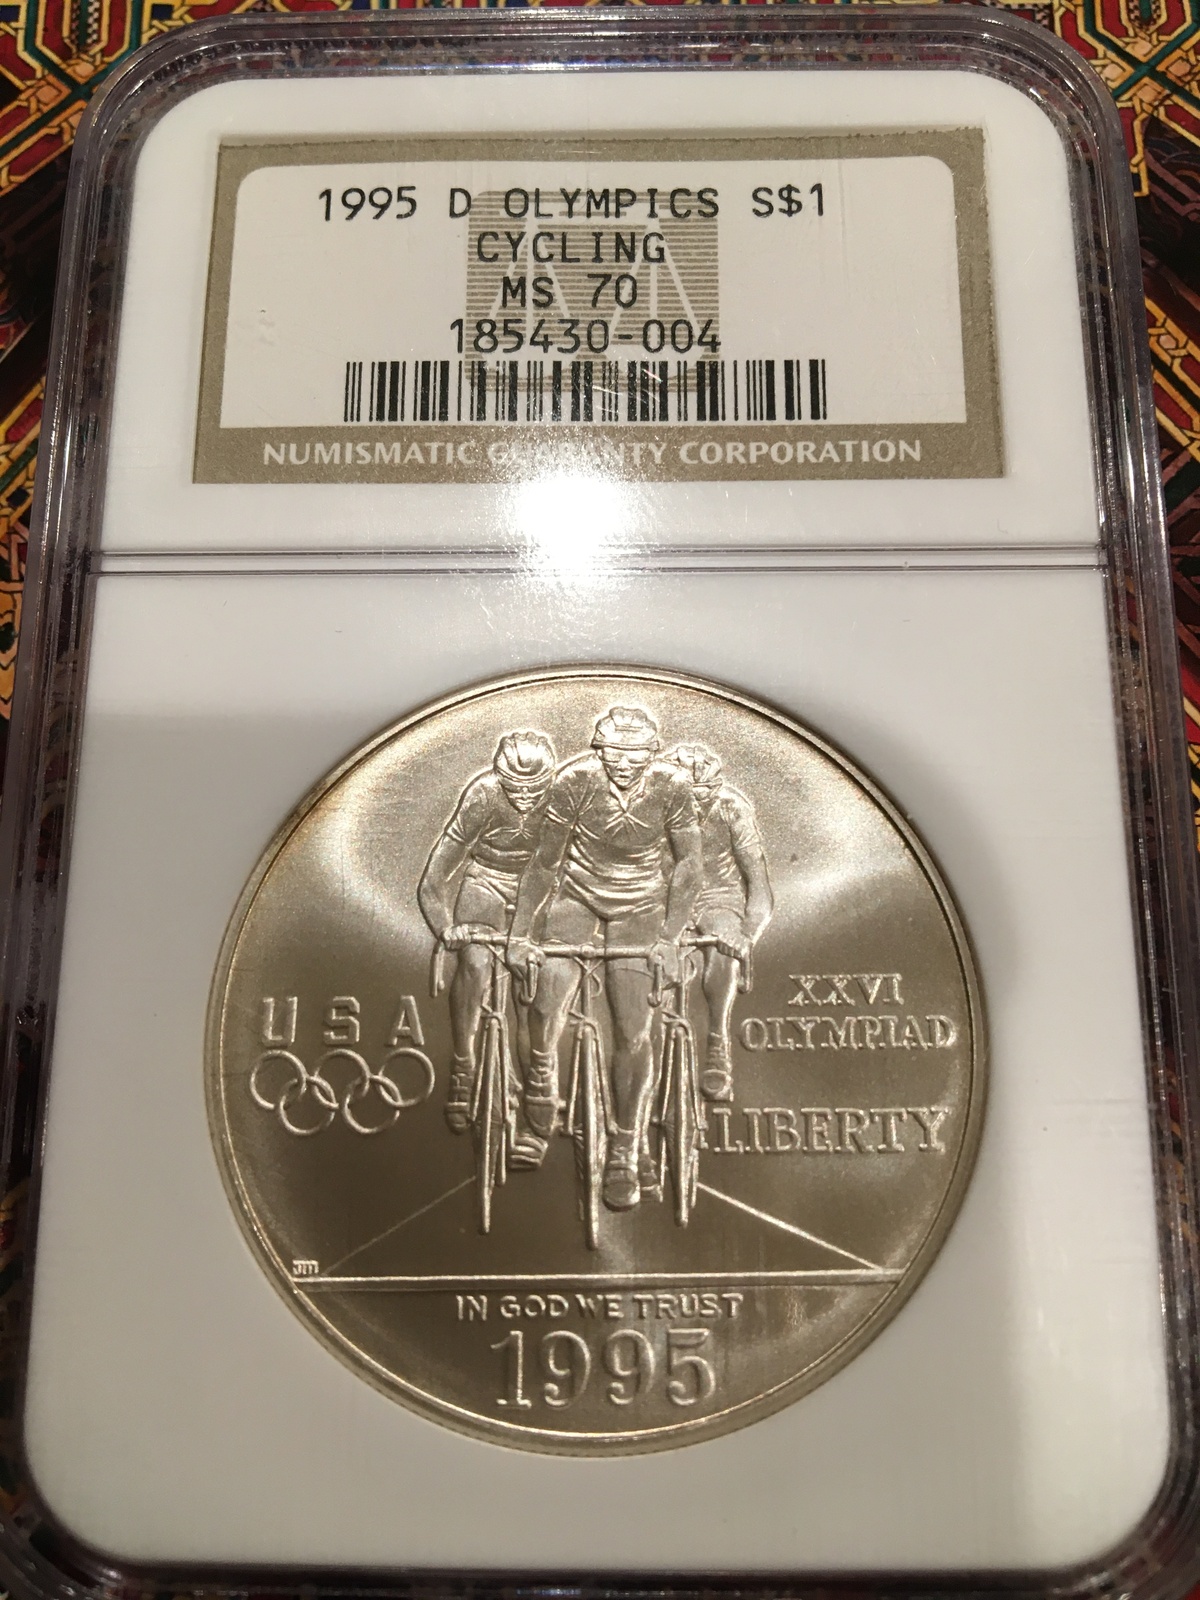 1995 D OLYMPICS S$1
CYCLING
MS 70
185430-004
NUMISMATIC GUARANTY CORPORATION
USA
XXVI
OLYMPIAD
LIBERTY
JM
IN GOD WE TRUST
1995